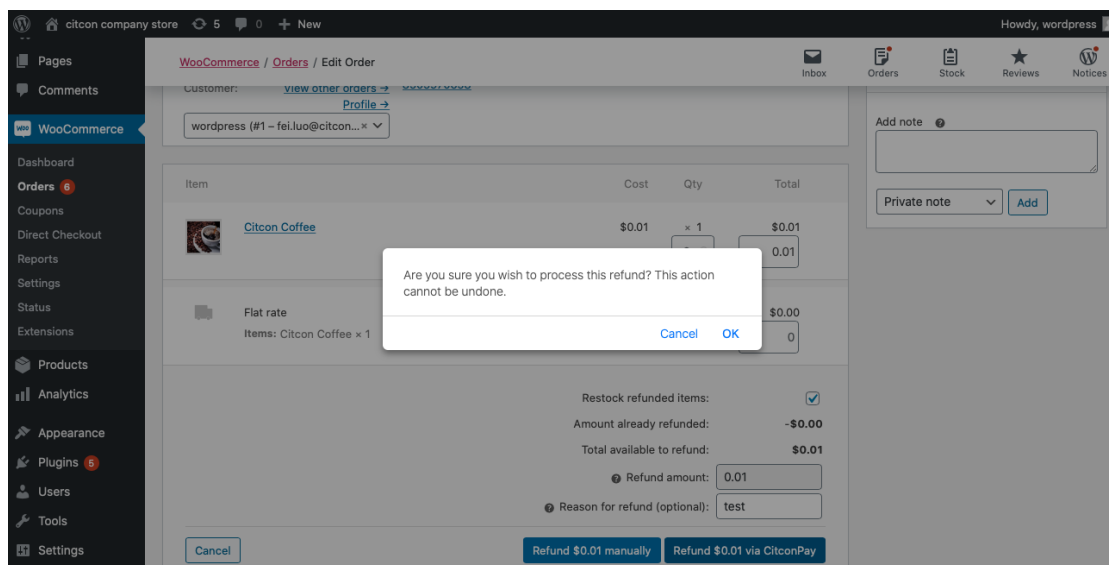 citcon company store 5 0 + New Howdy, wordpress
Pages
Comments
WooCommerce
Dashboard
Orders 6
Coupons
Direct Checkout
Reports
Settings
Status
Extensions
Products
Analytics
Appearance
Plugins 5
Users
Tools
Settings
WooCommerce / Orders / Edit Order
Inbox
Orders
Stock
Reviews
Notices
Customer: View other orders →
Profile →
wordpress (#1 – fei.luo@citcon...×
Add note
Private note
Add
Item Cost Qty Total
Citcon Coffee $0.01 × 1 $0.01
0.01
Are you sure you wish to process this refund? This action
cannot be undone.
Cancel OK
Flat rate $0.00
Items: Citcon Coffee × 1 0
Restock refunded items:
Amount already refunded: -$0.00
Total available to refund: $0.01
Refund amount: 0.01
Reason for refund (optional): test
Cancel
Refund $0.01 manually
Refund $0.01 via CitconPay